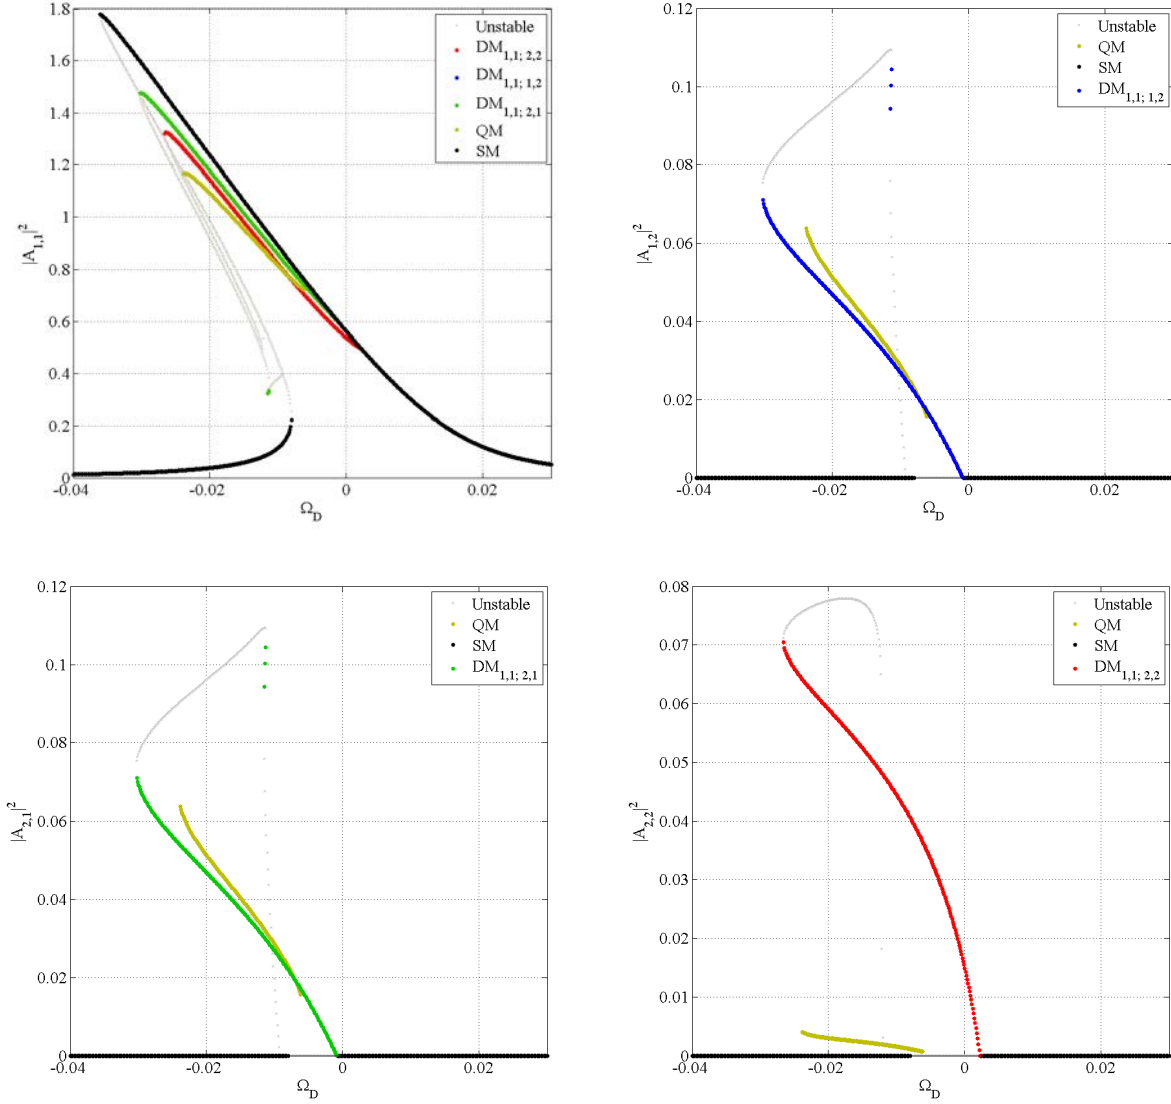 1.8
1.6
1.4
1.2
1
0.8
0.6
0.4
0.2
0
-0.04
-0.02
0
0.02
|A1,1|2
ΩD
Unstable
DM1,1; 2,2
DM1,1; 1,2
DM1,1; 2,1
QM
SM
0.12
0.1
0.08
0.06
0.04
0.02
0
-0.04
-0.02
0
0.02
|A1,2|2
ΩD
Unstable
QM
SM
DM1,1; 1,2
0.12
0.1
0.08
0.06
0.04
0.02
0
-0.04
-0.02
0
0.02
|A2,1|2
ΩD
Unstable
QM
SM
DM1,1; 2,1
0.08
0.07
0.06
0.05
0.04
0.03
0.02
0.01
0
-0.04
-0.02
0
0.02
|A2,2|2
ΩD
Unstable
QM
SM
DM1,1; 2,2